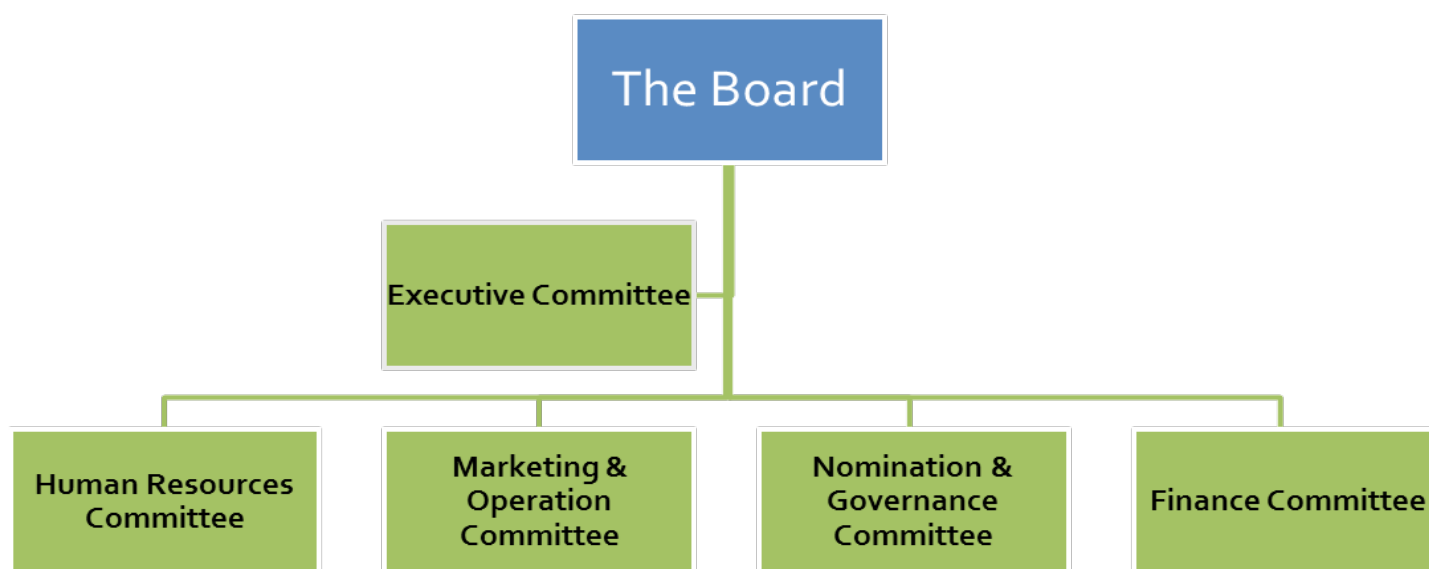 The Board
Executive Committee
Human Resources
Committee
Marketing &
Operation
Committee
Nomination &
Governance
Committee
Finance Committee